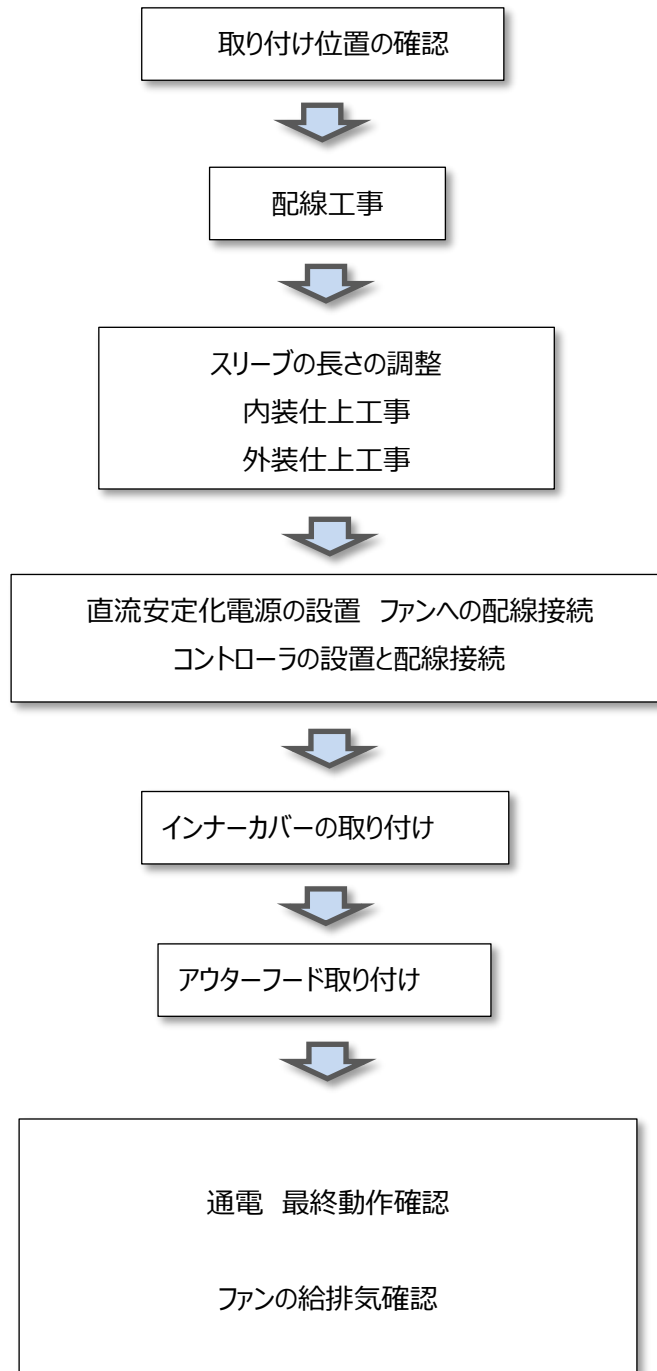 取り付け位置の確認
配線工事
スリーブの長さの調整
内装仕上工事
外装仕上工事
直流安定化電源の設置　ファンへの配線接続
コントローラの設置と配線接続
インナーカバーの取り付け
アウターフード取り付け
通電　最終動作確認
ファンの給排気確認